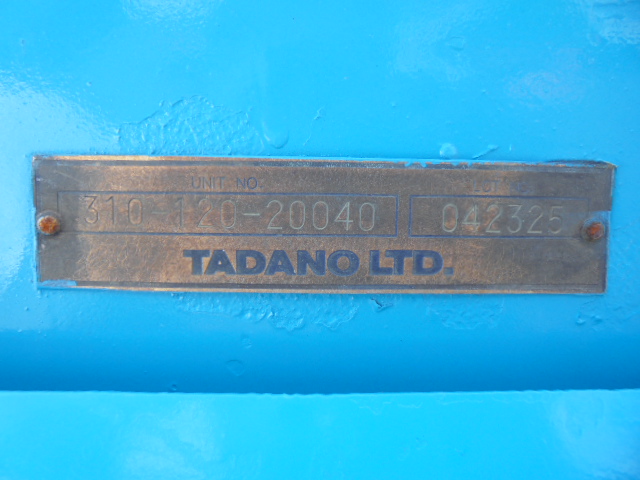 UNIT NO.
310-120-20040 042325
TADANO LTD.